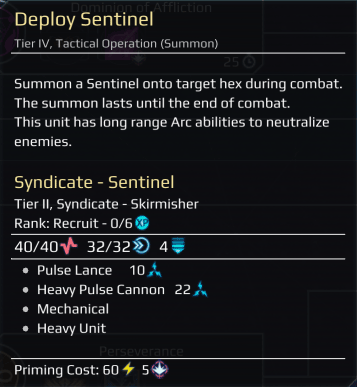 Dominion of Affliction
Deploy Sentinel
Tier IV, Tactical Operation (Summon)
25
Summon a Sentinel onto target hex during combat.
The summon lasts until the end of combat.
This unit has long range Arc abilities to neutralize
enemies.
Syndicate - Sentinel
Tier II, Syndicate - Skirmisher
Rank: Recruit - 0/6 XP
40/40 32/32 4
Pulse Lance 10
Heavy Pulse Cannon 22
Mechanical
Heavy Unit
Perseverance
Priming Cost: 60 5